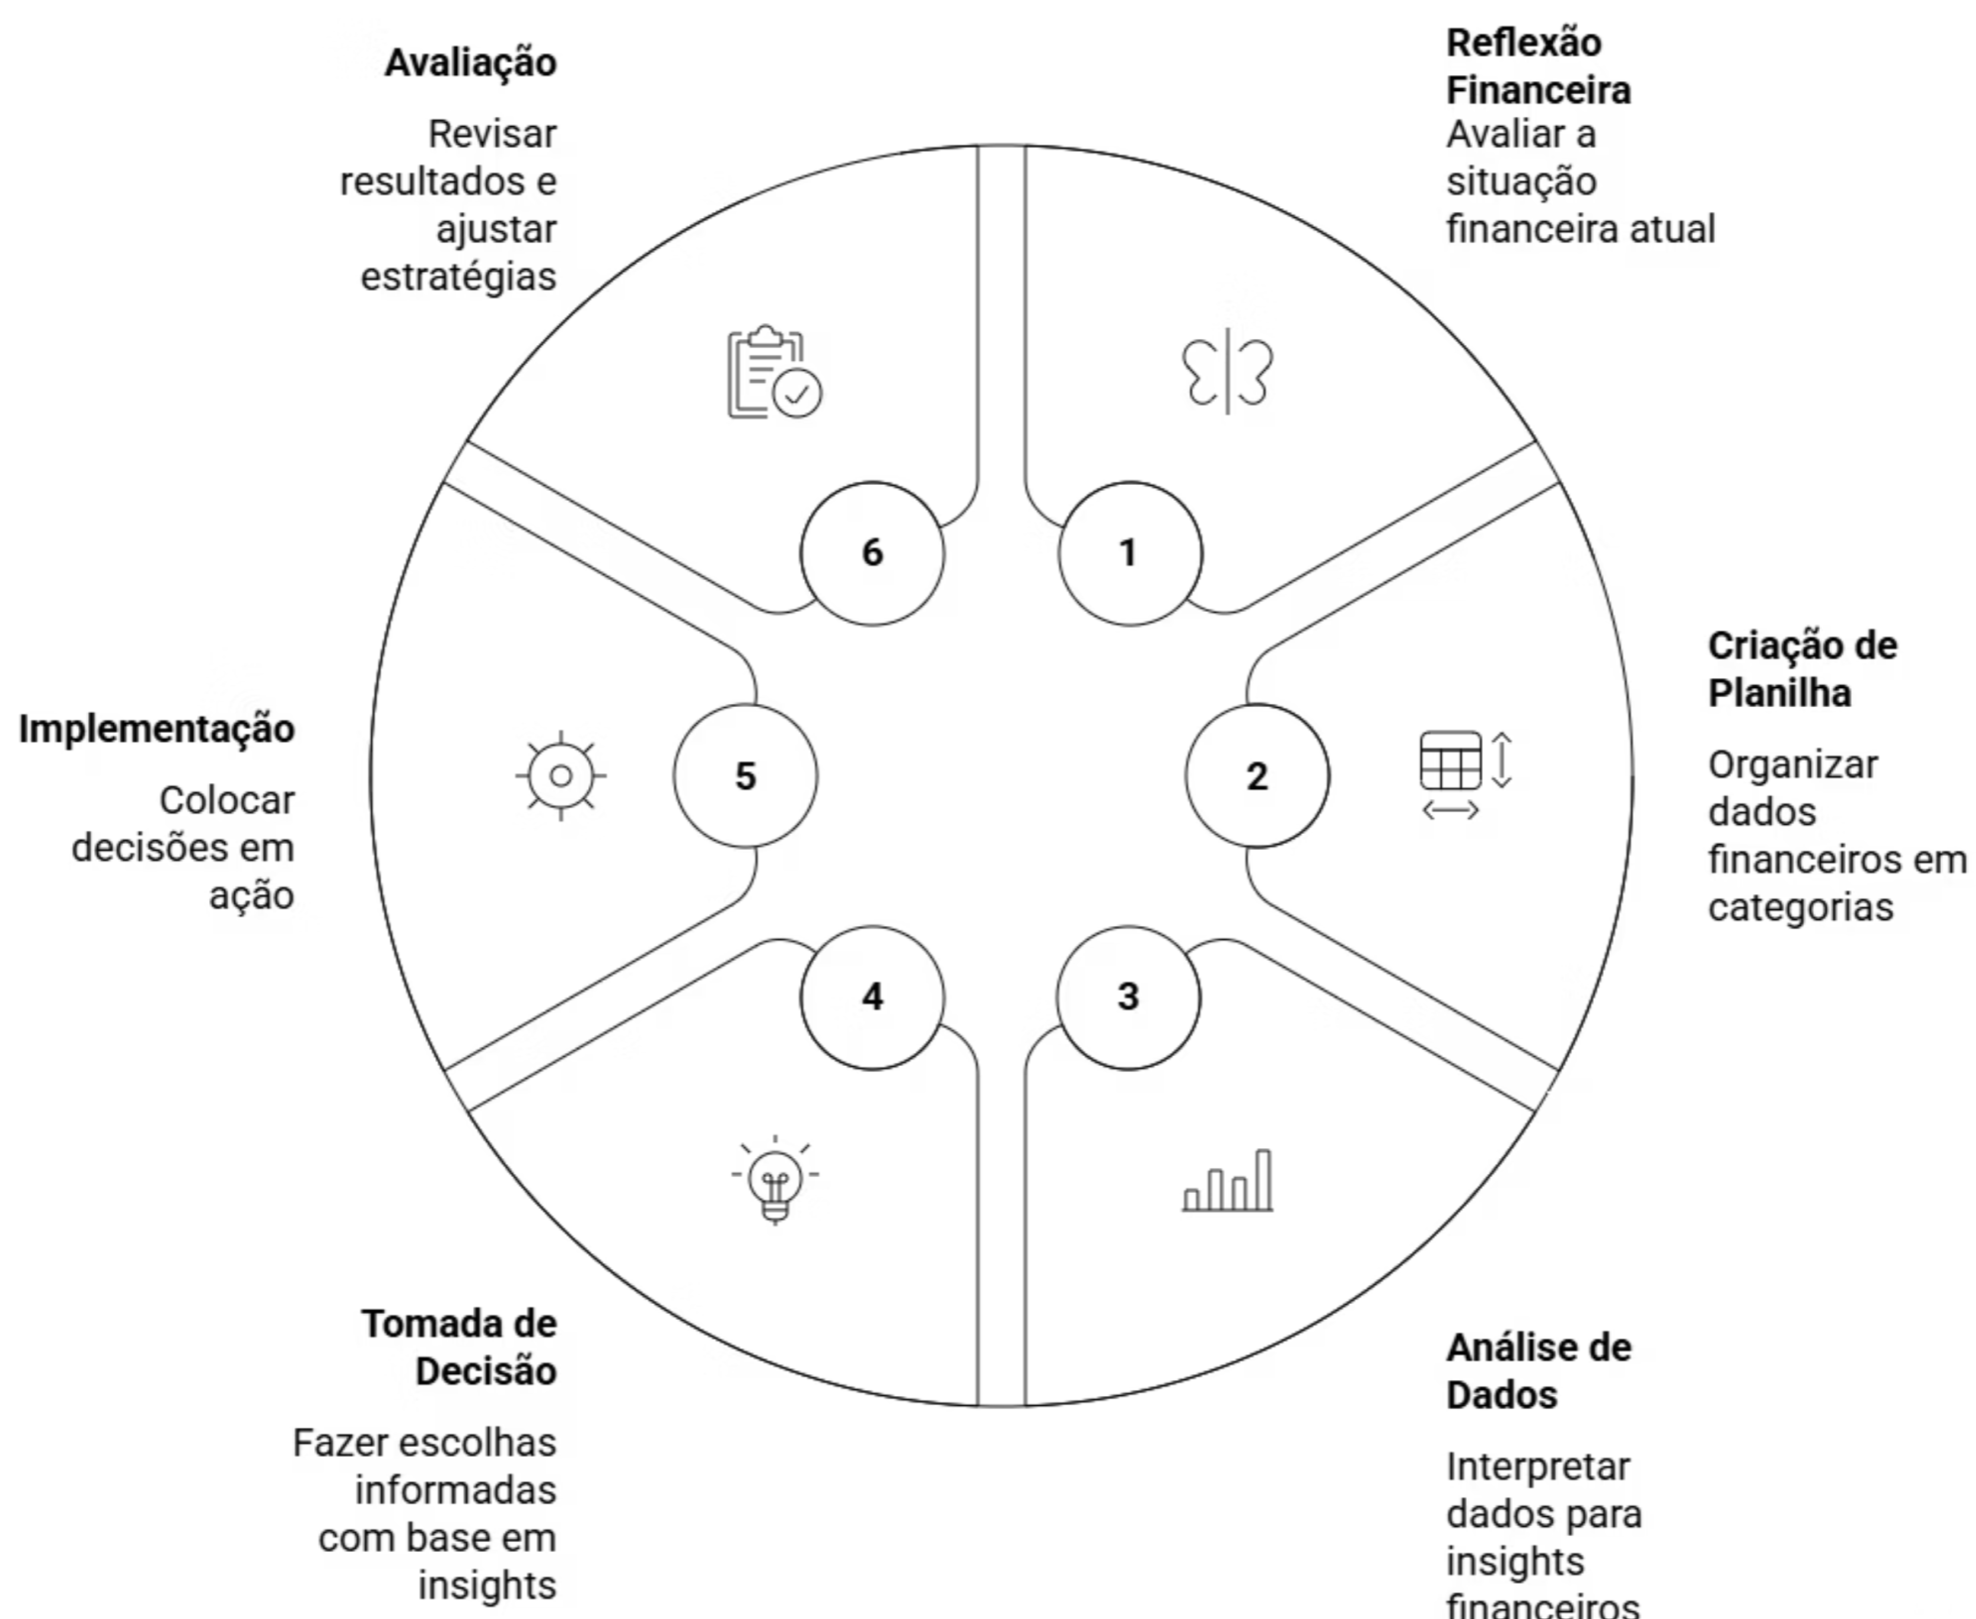 Reflexão
Financeira
Avaliar a
situação
financeira atual
1
Criação de
Planilha
Organizar
dados
financeiros em
categorias
2
Análise de
Dados
Interpretar
dados para
insights
financeiros
3
Tomada de
Decisão
Fazer escolhas
informadas
com base em
insights
4
Implementação
Colocar
decisões em
ação
5
Avaliação
Revisar
resultados e
ajustar
estratégias
6